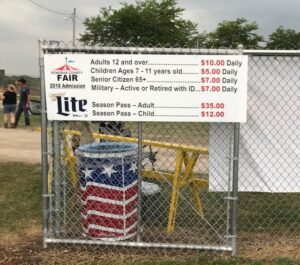 KENOSHA COUNTY
FAIR
2018 Admission
Adults 12 and over................. $10.00 Daily
Children Ages 7 - 11 years old....... $5.00 Daily
Senior Citizen 65+..................... $7.00 Daily
Military – Active or Retired with ID... $7.00 Daily
Lite
Season Pass – Adult................... $35.00
Season Pass – Child................... $12.00